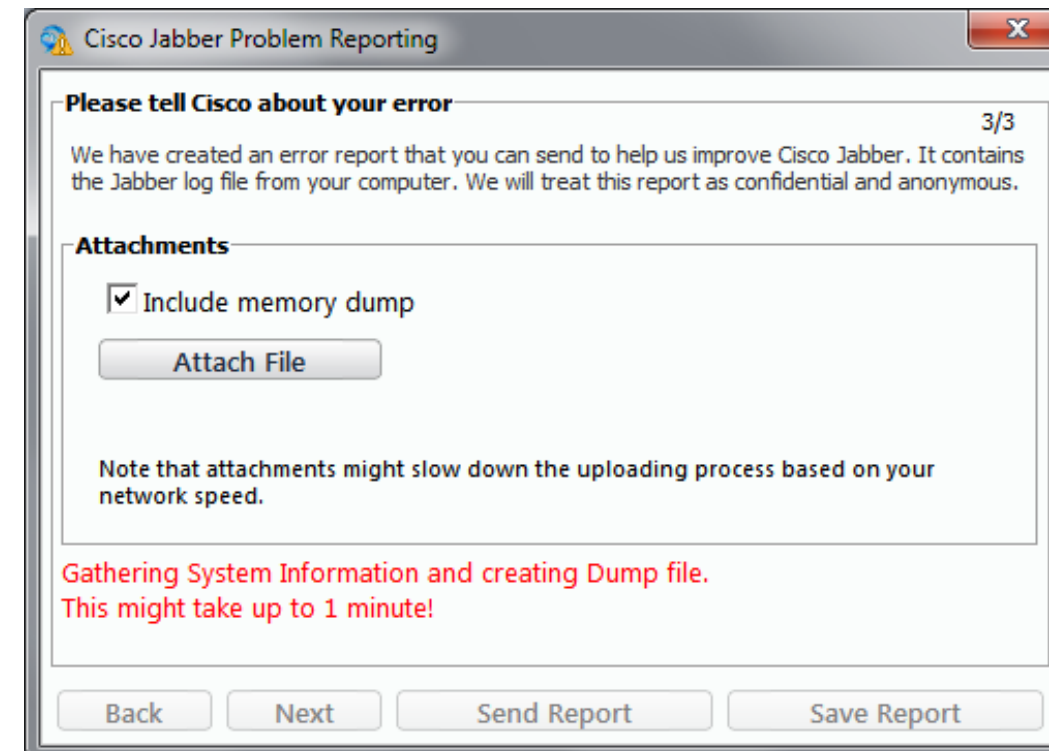 Cisco Jabber Problem Reporting
Please tell Cisco about your error
3/3
We have created an error report that you can send to help us improve Cisco Jabber. It contains
the Jabber log file from your computer. We will treat this report as confidential and anonymous.
Attachments
Include memory dump
Attach File
Note that attachments might slow down the uploading process based on your
network speed.
Gathering System Information and creating Dump file.
This might take up to 1 minute!
Back Next Send Report Save Report